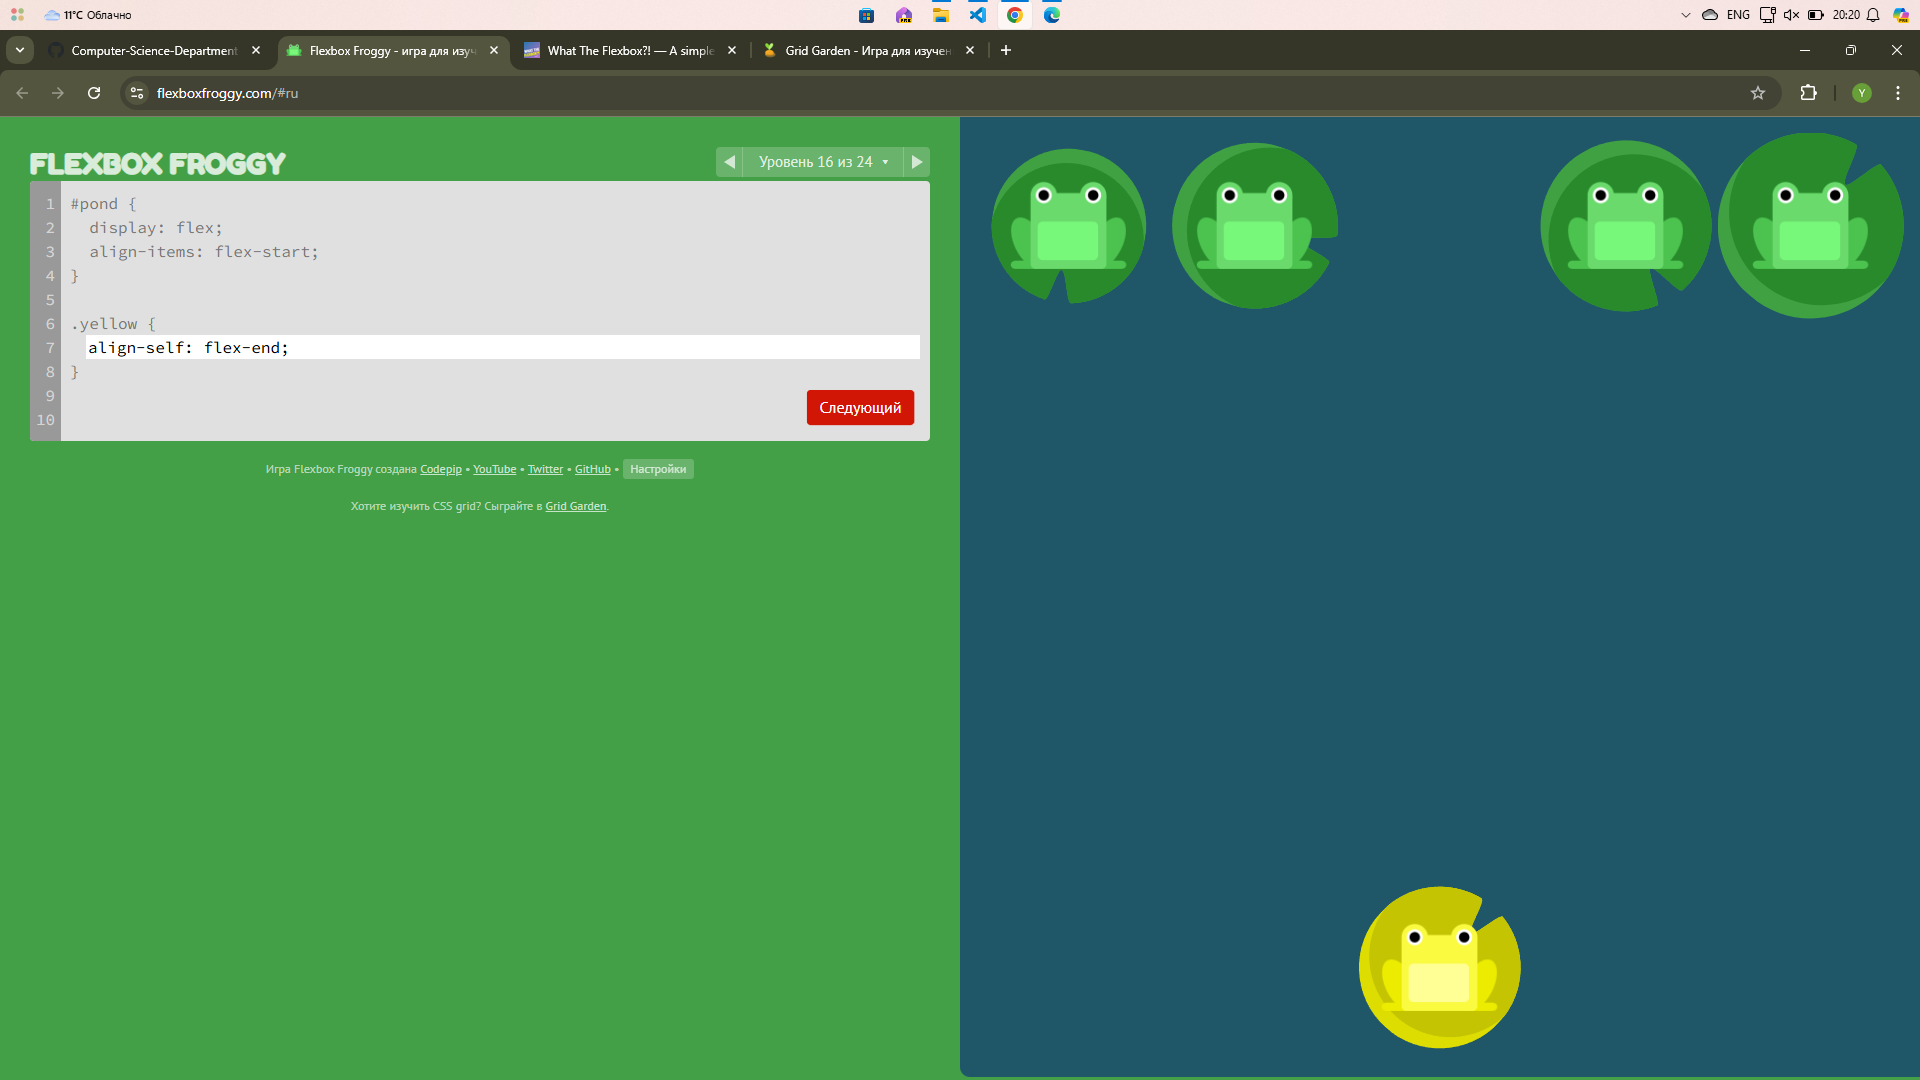 11°C Облачно
ENG
20:20
Computer-Science-Department
Flexbox Froggy - игра для изуч
What The Flexbox?! — A simple
Grid Garden - Игра для изучен
flexboxfroggy.com/#ru
Y
FLEXBOX FROGGY
Уровень 16 из 24
1 #pond {
2 display: flex;
3 align-items: flex-start;
4 }
5
6 .yellow {
7 align-self: flex-end;
8 }
9
10
Следующий
Игра Flexbox Froggy создана Codepip • YouTube • Twitter • GitHub • Настройки
Хотите изучить CSS grid? Сыграйте в Grid Garden.